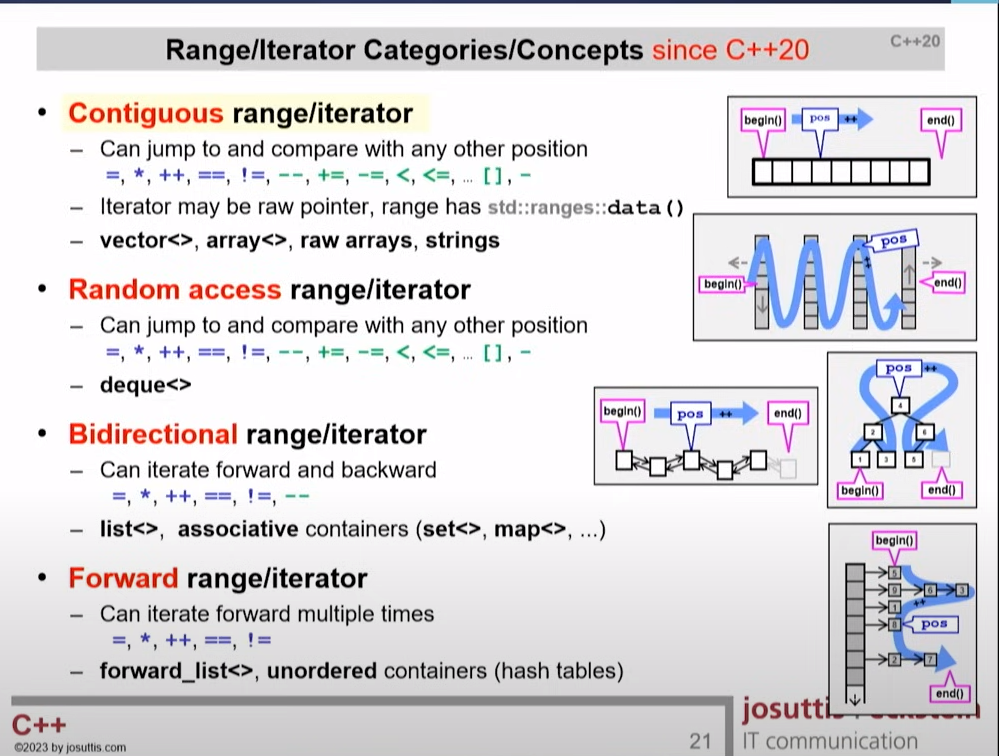 Range/Iterator Categories/Concepts since C++20
C++20
• Contiguous range/iterator
– Can jump to and compare with any other position
=, *, ++, ==, !=, --, +=, -=, <, <=, … [], -
– Iterator may be raw pointer, range has std::ranges::data()
– vector<>, array<>, raw arrays, strings
• Random access range/iterator
– Can jump to and compare with any other position
=, *, ++, ==, !=, --, +=, -=, <, <=, … [], -
– deque<>
• Bidirectional range/iterator
– Can iterate forward and backward
=, *, ++, ==, !=, --
– list<>, associative containers (set<>, map<>, …)
• Forward range/iterator
– Can iterate forward multiple times
=, *, ++, ==, !=
– forward_list<>, unordered containers (hash tables)
begin() pos ++ end()
pos
begin() end()
begin() pos ++ end()
pos ++
4
2 6
1 3 5
begin() end()
begin()
5
9 6 3
1 ++
8 pos
2 7
end()
C++
©2023 by josuttis.com
21
josutti
IT communication